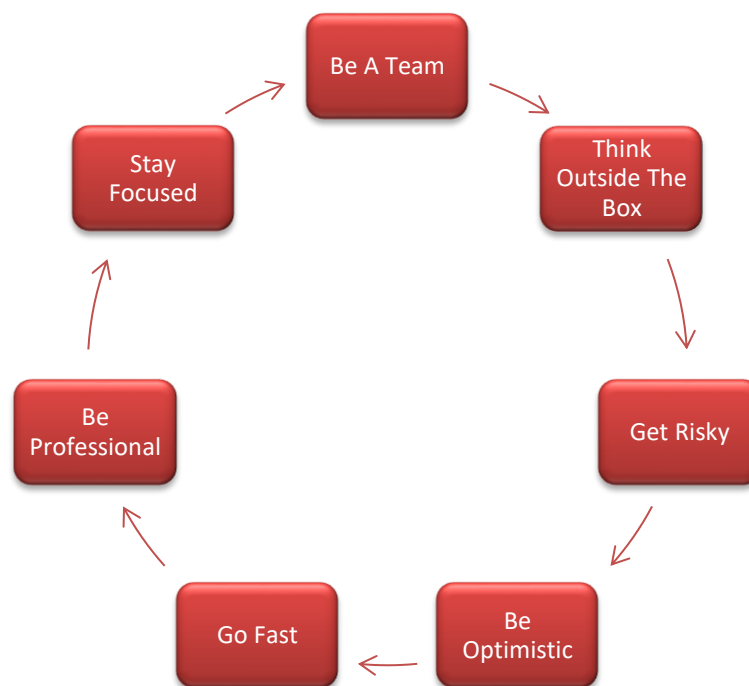 Be A Team
Think
Outside The
Box
Get Risky
Be
Optimistic
Go Fast
Be
Professional
Stay
Focused